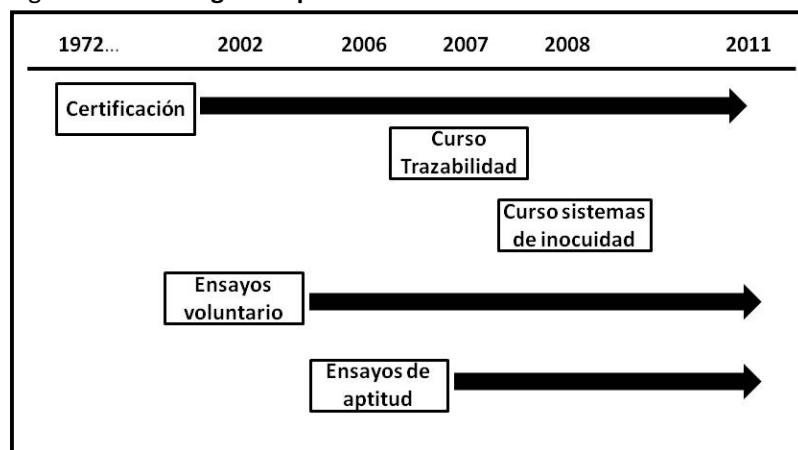 1972... 2002 2006 2007 2008 2011
Certificación
Curso
Trazabilidad
Curso sistemas
de inocuidad
Ensayos
voluntario
Ensayos de
aptitud